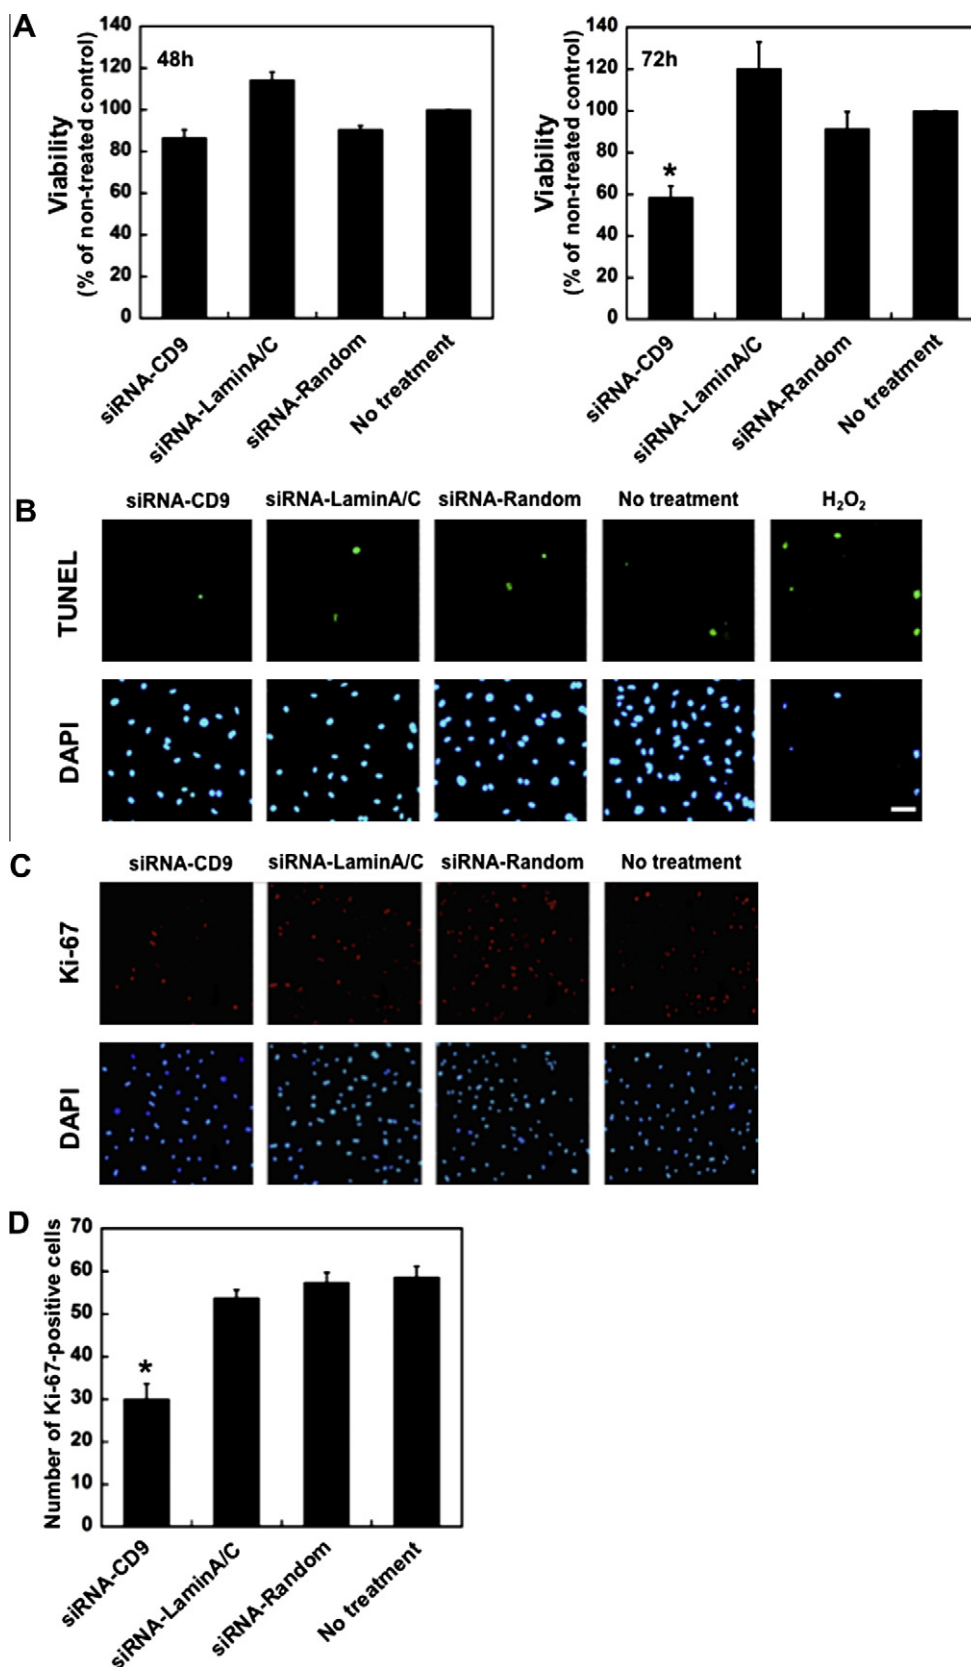 A
140
120
100
80
60
40
20
0
Viability
(% of non-treated control)
48h
siRNA-CD9
siRNA-LaminA/C
siRNA-Random
No treatment
140
120
100
80
60
40
20
0
Viability
(% of non-treated control)
72h
*
siRNA-CD9
siRNA-LaminA/C
siRNA-Random
No treatment
B
siRNA-CD9 siRNA-LaminA/C siRNA-Random No treatment H₂O₂
TUNEL
DAPI
C
siRNA-CD9 siRNA-LaminA/C siRNA-Random No treatment
Ki-67
DAPI
D
70
60
50
40
30
20
10
0
Number of Ki-67-positive cells
*
siRNA-CD9
siRNA-LaminA/C
siRNA-Random
No treatment